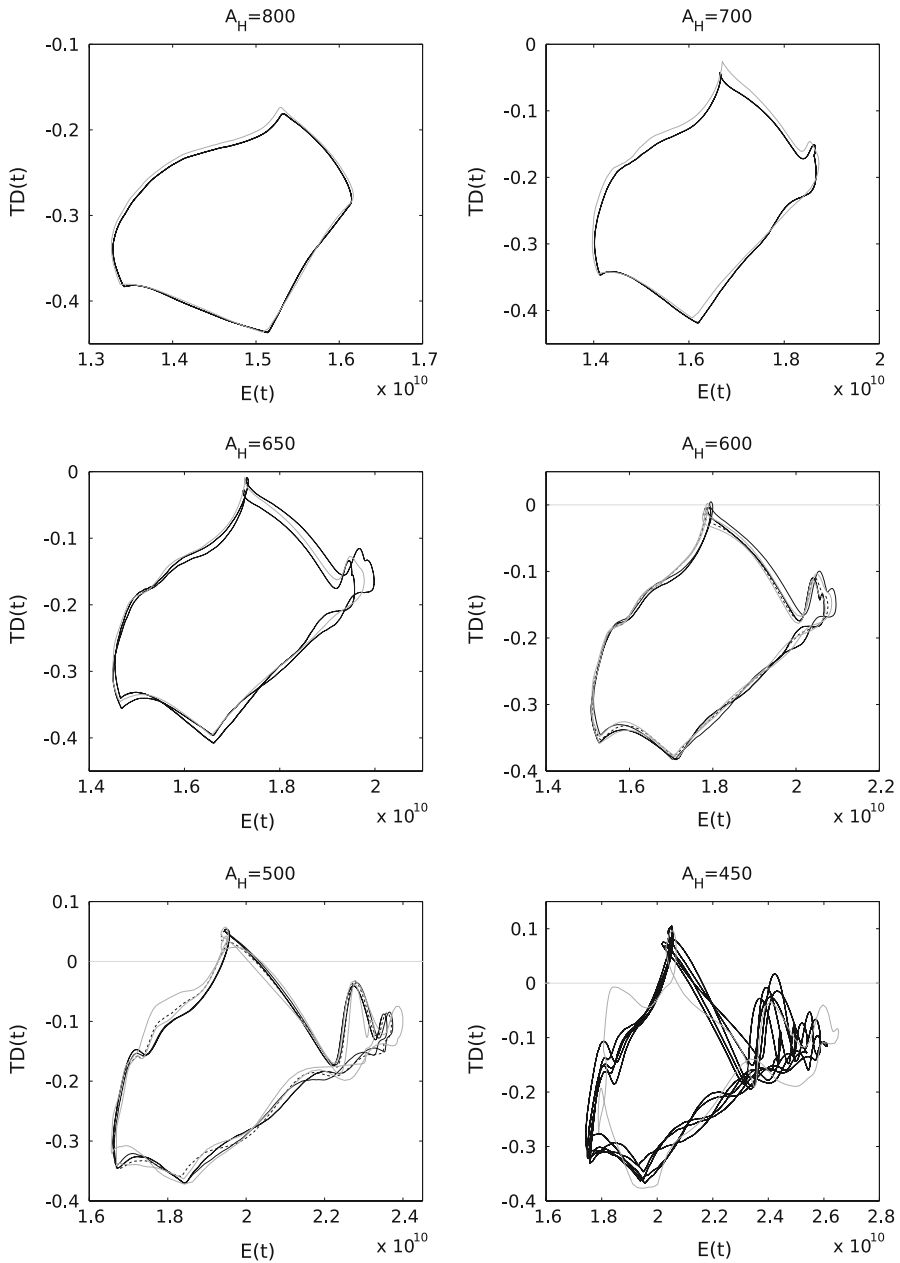 A_H=800
-0.1
-0.2
-0.3
-0.4
TD(t)
1.3 1.4 1.5 1.6 1.7
x 10^10
E(t)
A_H=700
0
-0.1
-0.2
-0.3
-0.4
TD(t)
1.4 1.6 1.8 2
x 10^10
E(t)
A_H=650
0
-0.1
-0.2
-0.3
-0.4
TD(t)
1.4 1.6 1.8 2
x 10^10
E(t)
A_H=600
0
-0.1
-0.2
-0.3
-0.4
TD(t)
1.4 1.6 1.8 2 2.2
x 10^10
E(t)
A_H=500
0.1
0
-0.1
-0.2
-0.3
-0.4
TD(t)
1.6 1.8 2 2.2 2.4
x 10^10
E(t)
A_H=450
0.1
0
-0.1
-0.2
-0.3
-0.4
TD(t)
1.6 1.8 2 2.2 2.4 2.6 2.8
x 10^10
E(t)